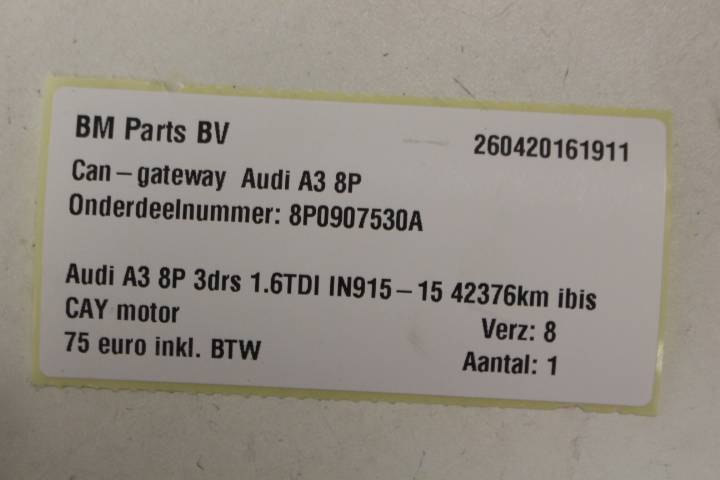 BM Parts BV 260420161911
Can-gateway Audi A3 8P
Onderdeelnummer: 8P0907530A
Audi A3 8P 3drs 1.6TDI IN915-15 42376km ibis
CAY motor Verz: 8
75 euro inkl. BTW Aantal: 1